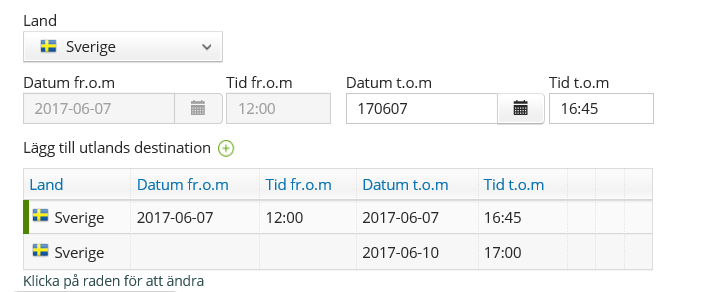 Land
Sverige
Datum fr.o.m Tid fr.o.m Datum t.o.m Tid t.o.m
2017-06-07 12:00 170607 16:45
Lägg till utlands destination
Land Datum fr.o.m Tid fr.o.m Datum t.o.m Tid t.o.m
Sverige 2017-06-07 12:00 2017-06-07 16:45
Sverige 2017-06-10 17:00
Klicka på raden för att ändra